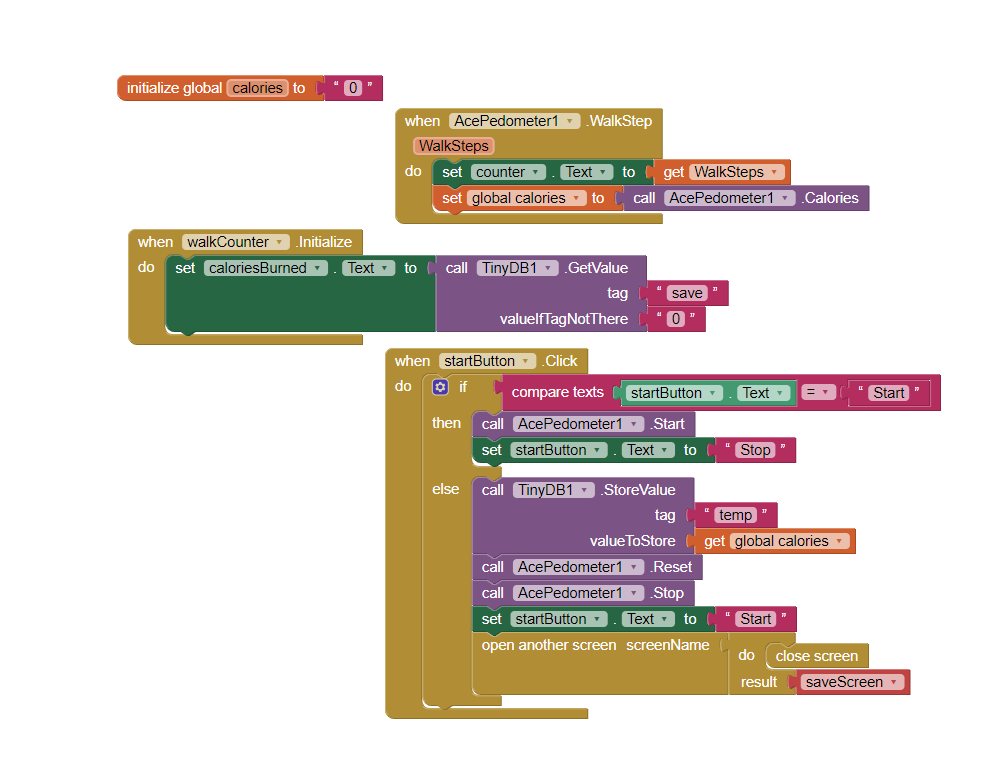 initialize global calories to " 0 "
when AcePedometer1 .WalkStep
WalkSteps
do set counter . Text to get WalkSteps
set global calories to call AcePedometer1 .Calories
when walkCounter .Initialize
do set caloriesBurned . Text to call TinyDB1 .GetValue
tag " save "
valueIfTagNotThere " 0 "
when startButton .Click
do if compare texts startButton . Text = " Start "
then call AcePedometer1 .Start
set startButton . Text to " Stop "
else call TinyDB1 .StoreValue
tag " temp "
valueToStore get global calories
call AcePedometer1 .Reset
call AcePedometer1 .Stop
set startButton . Text to " Start "
open another screen screenName do close screen
result saveScreen